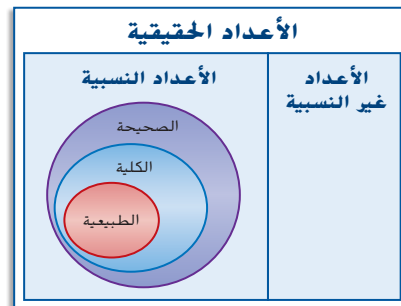 الأعداد الحقيقية
الأعداد
غير النسبية
الأعداد النسبية
الصحيحة
الكلية
الطبيعية